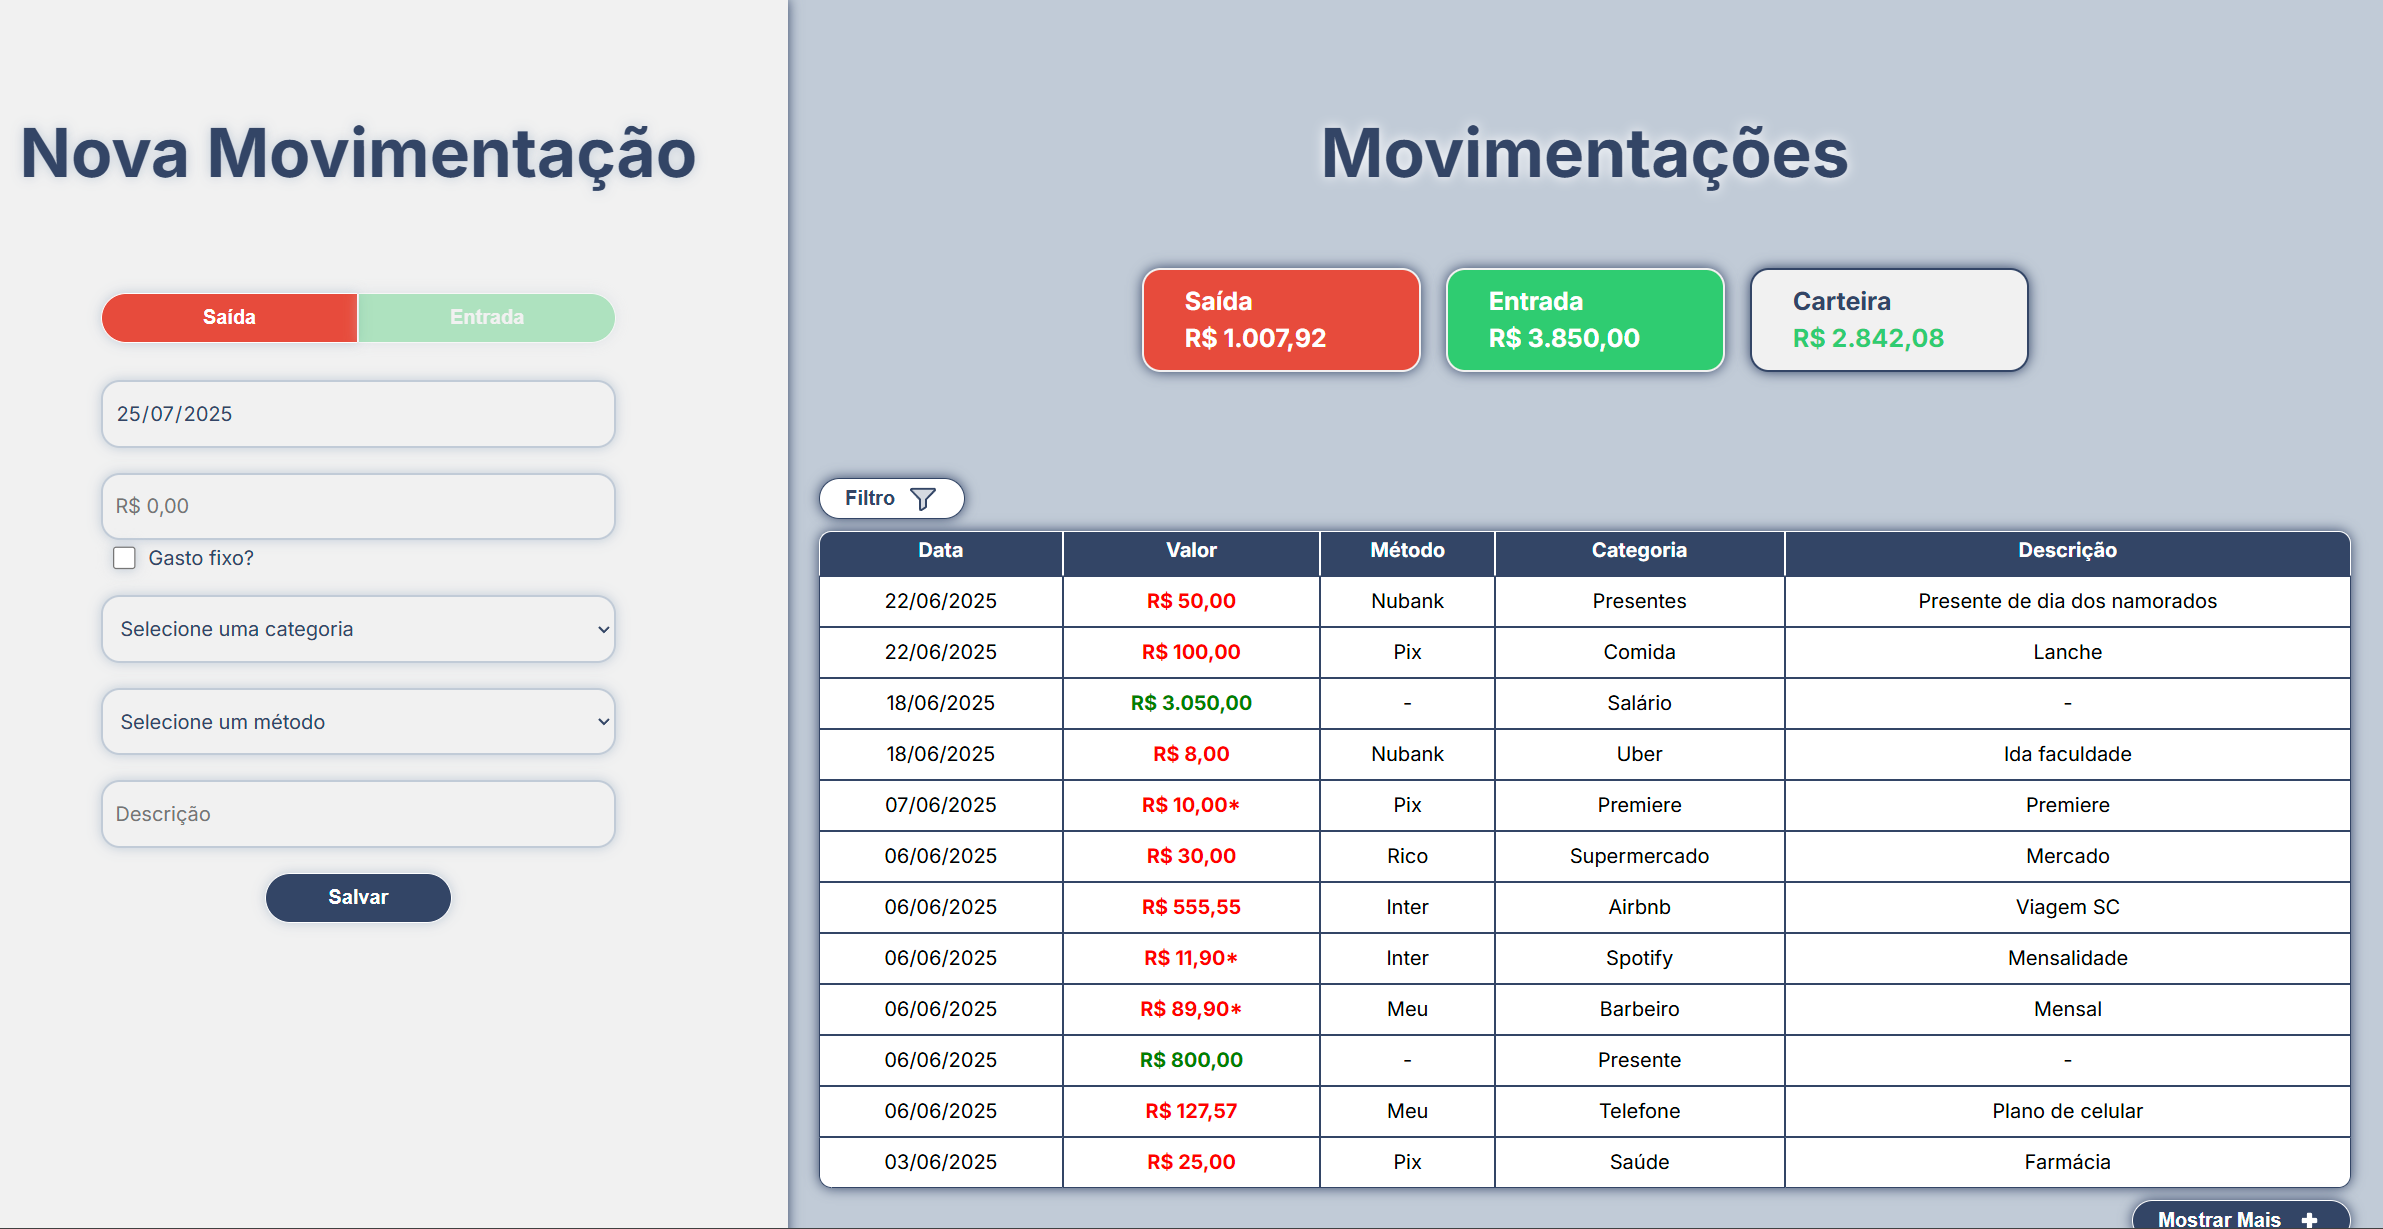 Nova Movimentação
Saída Entrada
25/07/2025
R$ 0,00
Gasto fixo?
Selecione uma categoria
Selecione um método
Descrição
Salvar
Movimentações
Saída
R$ 1.007,92
Entrada
R$ 3.850,00
Carteira
R$ 2.842,08
Filtro
Data Valor Método Categoria Descrição
22/06/2025 R$ 50,00 Nubank Presentes Presente de dia dos namorados
22/06/2025 R$ 100,00 Pix Comida Lanche
18/06/2025 R$ 3.050,00 - Salário -
18/06/2025 R$ 8,00 Nubank Uber Ida faculdade
07/06/2025 R$ 10,00* Pix Premiere Premiere
06/06/2025 R$ 30,00 Rico Supermercado Mercado
06/06/2025 R$ 555,55 Inter Airbnb Viagem SC
06/06/2025 R$ 11,90* Inter Spotify Mensalidade
06/06/2025 R$ 89,90* Meu Barbeiro Mensal
06/06/2025 R$ 800,00 - Presente -
06/06/2025 R$ 127,57 Meu Telefone Plano de celular
03/06/2025 R$ 25,00 Pix Saúde Farmácia
Mostrar Mais